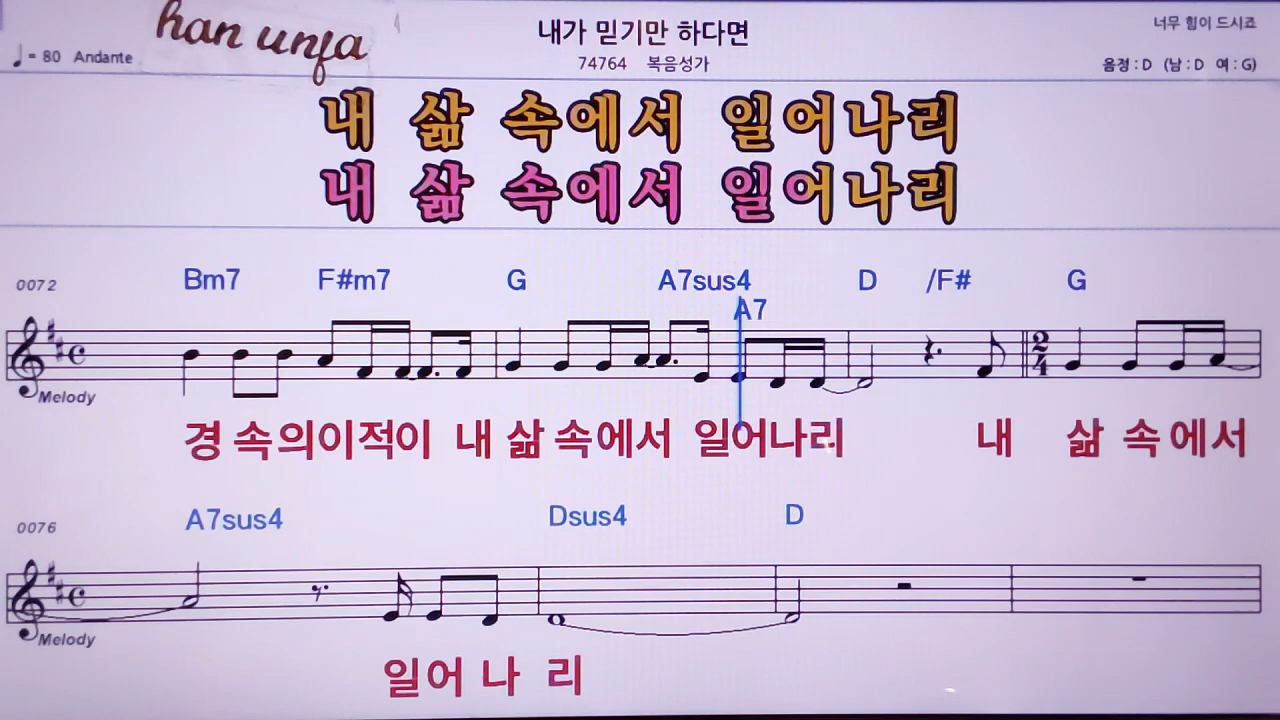 han unfa
내가 믿기만 하다면
너무 힘이 드시죠
♩= 80 Andante
74764 복음성가
음정 : D (남 : D 여 : G)
내 삶 속에서 일어나리
내 삶 속에서 일어나리
0072
Bm7 F#m7 G A7sus4 D /F# G
A7
2
4
Melody
경 속의이적이 내 삶 속에서 일어나리 내 삶 속에서
0076
A7sus4 Dsus4 D
Melody
일어 나 리